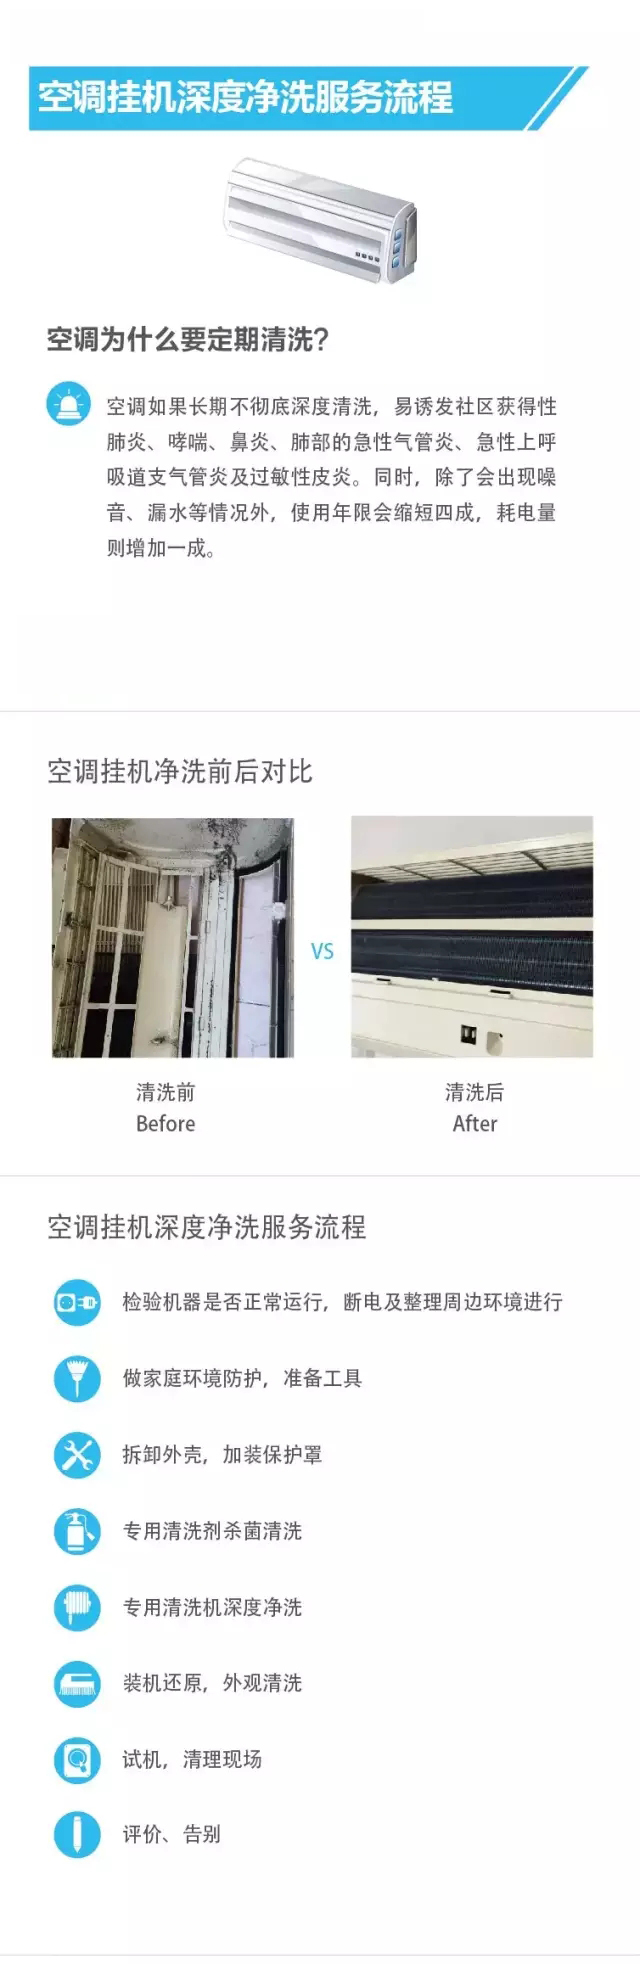 空调挂机深度净洗服务流程
空调为什么要定期清洗？
空调如果长期不彻底深度清洗，易诱发社区获得性
肺炎、哮喘、鼻炎、肺部的急性气管炎、急性上呼
吸道支气管炎及过敏性皮炎。同时，除了会出现噪
音、漏水等情况外，使用年限会缩短四成，耗电量
则增加一成。
空调挂机净洗前后对比
VS
清洗前
Before
清洗后
After
空调挂机深度净洗服务流程
检验机器是否正常运行，断电及整理周边环境进行
做家庭环境防护，准备工具
拆卸外壳，加装保护罩
专用清洗剂杀菌清洗
专用清洗机深度净洗
装机还原，外观清洗
试机，清理现场
评价、告别